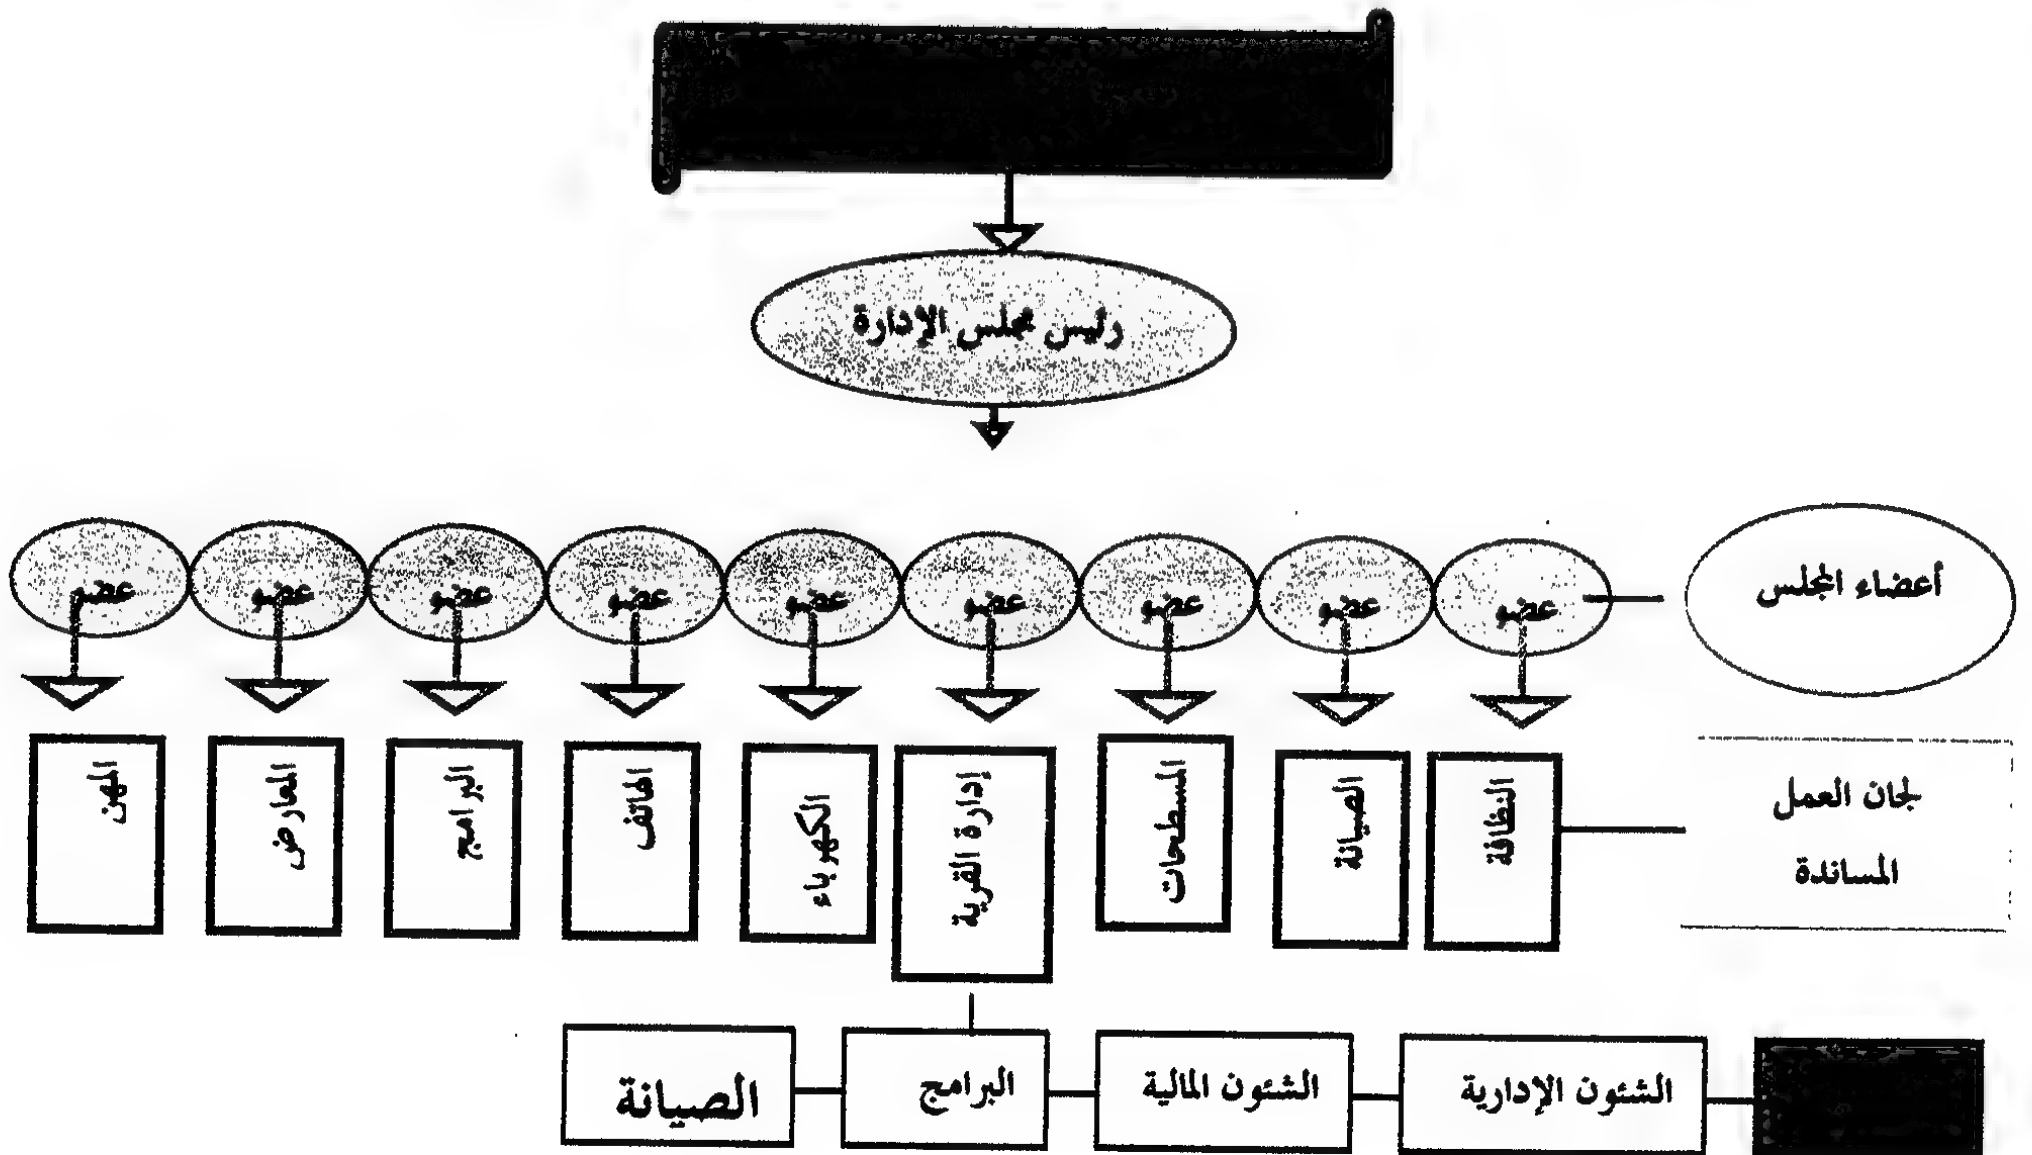 رئيس مجلس الإدارة
أعضاء المجلس
عضو
عضو
عضو
عضو
عضو
عضو
عضو
عضو
عضو
لجان العمل
المساندة
النظافة
الصيانة
المسطحات
إدارة القرية
الكهرباء
الهاتف
البرامج
المعارض
المهن
الشئون الإدارية
الشئون المالية
البرامج
الصيانة